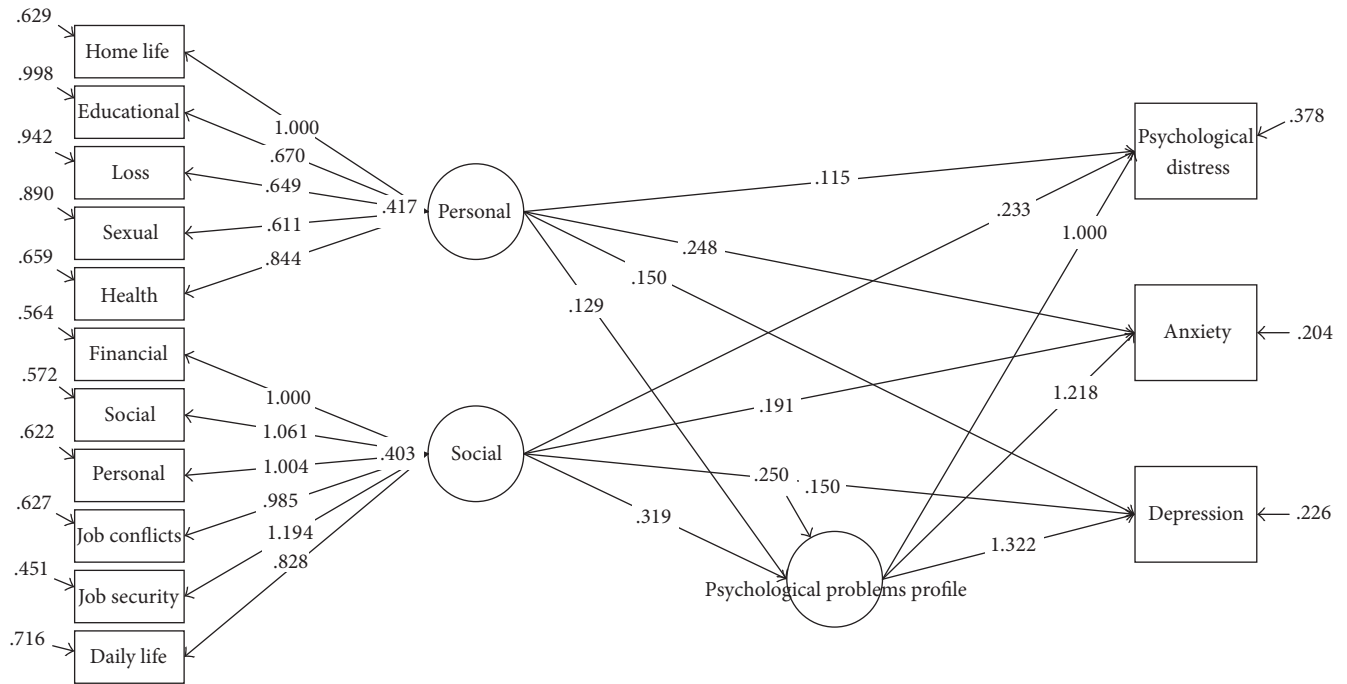 .629
Home life
.998
Educational
.942
Loss
.890
Sexual
.659
Health
.564
Financial
.572
Social
.622
Personal
.627
Job conflicts
.451
Job security
.716
Daily life
1.000
.670
.649
.611
.844
.417
Personal
1.000
1.061
1.004
.985
1.194
.828
.403
Social
.115
.233
1.000
.248
.150
.129
.191
1.218
.250
.150
.319
1.322
Psychological problems profile
Psychological
distress
.378
Anxiety
.204
Depression
.226